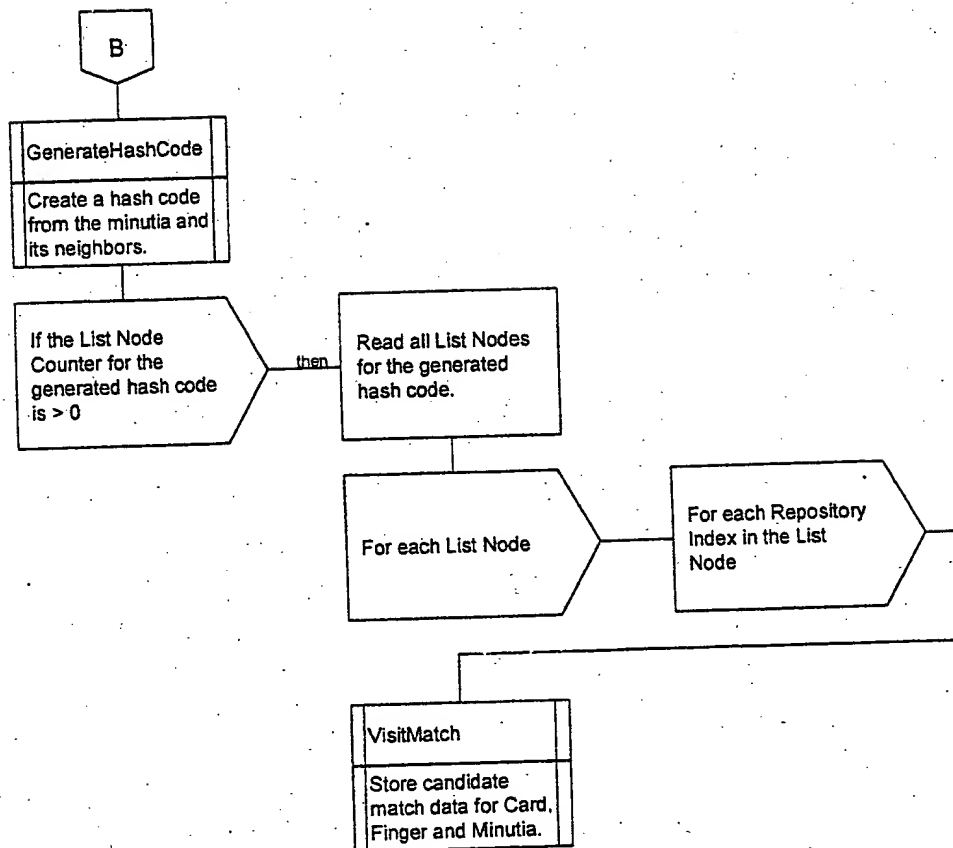 B
GenerateHashCode
Create a hash code
from the minutia and
its neighbors.
If the List Node
Counter for the
generated hash code
is > 0
then
Read all List Nodes
for the generated
hash code.
For each List Node
For each Repository
Index in the List
Node
VisitMatch
Store candidate
match data for Card,
Finger and Minutia.